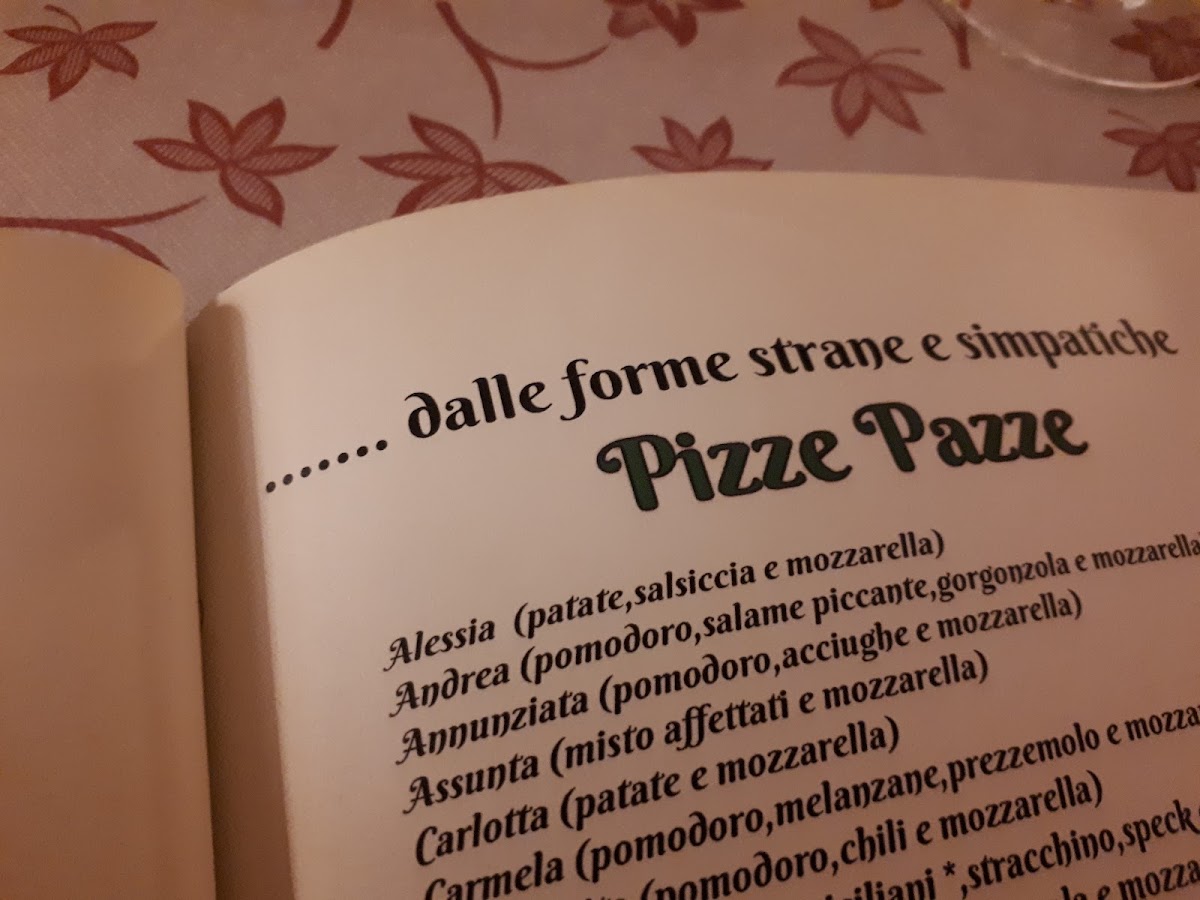 ....... dalle forme strane e simpatiche
Pizze Pazze
Alessia (patate,salsiccia e mozzarella)
Andrea (pomodoro,salame piccante,gorgonzola e mozzarella)
Annunziata (pomodoro,acciughe e mozzarella)
Assunta (misto affettati e mozzarella)
Carlotta (patate e mozzarella)
Carmela (pomodoro,melanzane,prezzemolo e
(pomodoro,chili e mozzarella)
*,stracchino,speck
e